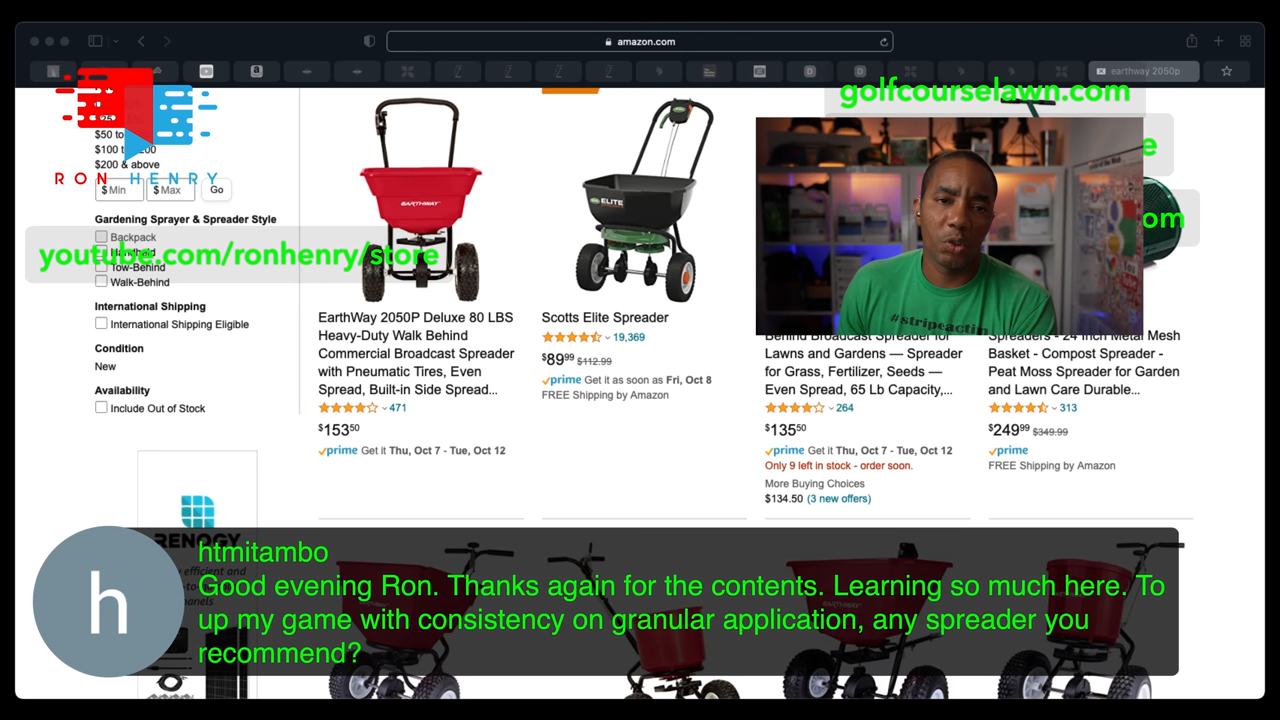 amazon.com
earthway 2050p
golfcourselawn.com
RON HENRY
$50 to
$100 to $200
$200 & above
$ Min $ Max Go
Gardening Sprayer & Spreader Style
Backpack
Handheld
youtube.com/ronhenry/store
Tow-Behind
Walk-Behind
International Shipping
International Shipping Eligible
Condition
New
Availability
Include Out of Stock
EARTHWAY
EarthWay 2050P Deluxe 80 LBS
Heavy-Duty Walk Behind
Commercial Broadcast Spreader
with Pneumatic Tires, Even
Spread, Built-in Side Spread...
471
$153.50
prime Get it Thu, Oct 7 - Tue, Oct 12
ELITE
Scotts Elite Spreader
19,369
$89.99 $112.99
prime Get it as soon as Fri, Oct 8
FREE Shipping by Amazon
#stripeactin
Behind Broadcast Spreader for
Lawns and Gardens — Spreader
for Grass, Fertilizer, Seeds —
Even Spread, 65 Lb Capacity,...
264
$135.50
prime Get it Thu, Oct 7 - Tue, Oct 12
Only 9 left in stock - order soon.
More Buying Choices
$134.50 (3 new offers)
e
om
Spreaders - 24 Inch Metal Mesh
Basket - Compost Spreader -
Peat Moss Spreader for Garden
and Lawn Care Durable...
313
$249.99 $349.99
prime
FREE Shipping by Amazon
RENOGY
h
htmitambo
Good evening Ron. Thanks again for the contents. Learning so much here. To
up my game with consistency on granular application, any spreader you
recommend?